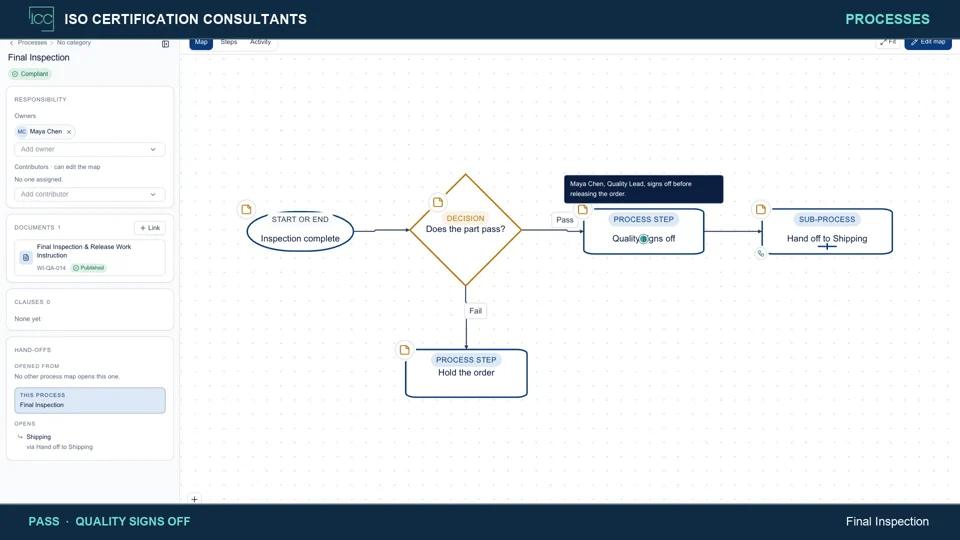 ICC ISO CERTIFICATION CONSULTANTS
PROCESSES
Processes > No category
Final Inspection
Compliant
RESPONSIBILITY
Owners
MC Maya Chen ×
Add owner
Contributors · can edit the map
No one assigned.
Add contributor
DOCUMENTS 1
+ Link
Final Inspection & Release Work
Instruction
WI-QA-014 Published
CLAUSES 0
None yet
HAND-OFFS
OPENED FROM
No other process map opens this one.
THIS PROCESS
Final Inspection
OPENS
Shipping
via Hand off to Shipping
Map Steps Activity
Fit
Edit map
START OR END
Inspection complete
DECISION
Does the part pass?
Pass
Maya Chen, Quality Lead, signs off before
releasing the order.
PROCESS STEP
Quality signs off
SUB-PROCESS
Hand off to Shipping
Fail
PROCESS STEP
Hold the order
+
PASS · QUALITY SIGNS OFF
Final Inspection